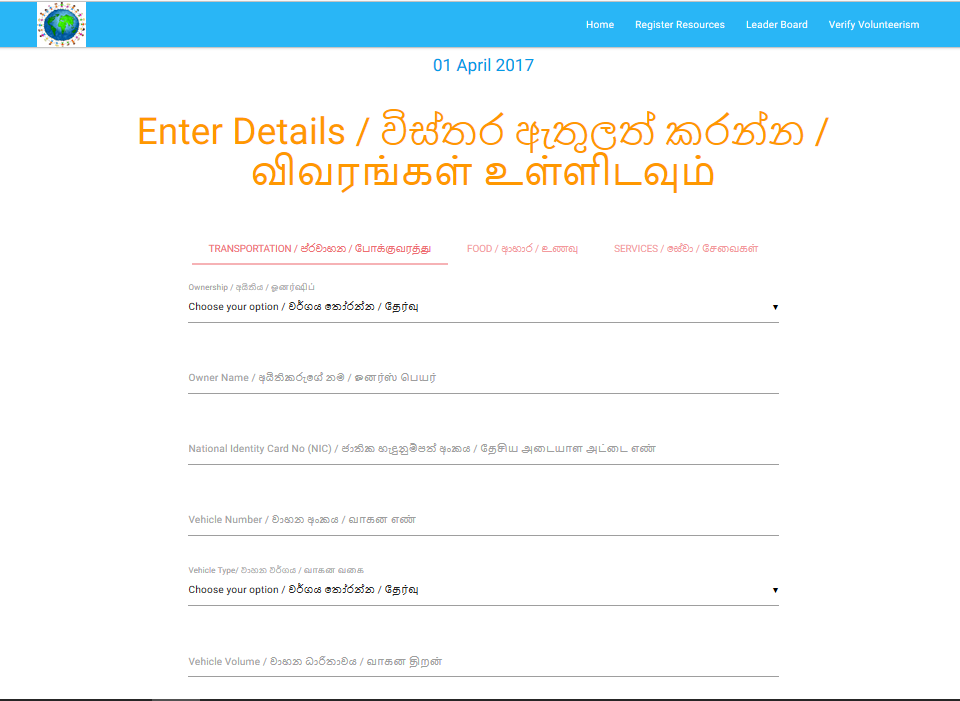 Home Register Resources Leader Board Verify Volunteerism
01 April 2017
Enter Details / විස්තර ඇතුලත් කරන්න /
விவரங்கள் உள்ளிடவும்
TRANSPORTATION / ප්රවාහන / போக்குவரத்து FOOD / ආහාර / உணவு SERVICES / සේවා / சேவைகள்
Ownership / අයිතිය / ஓனர்ஷிப்
Choose your option / වර්ගය තෝරන්න / தேர்வு
Owner Name / අයිතිකරුගේ නම / ஓனர்ஸ் பெயர்
National Identity Card No (NIC) / ජාතික හැඳුනුම්පත් අංකය / தேசிய அடையாள அட்டை எண்
Vehicle Number / වාහන අංකය / வாகன எண்
Vehicle Type/ වාහන වර්ගය / வாகன வகை
Choose your option / වර්ගය තෝරන්න / தேர்வு
Vehicle Volume / වාහන ධාරිතාවය / வாகன திறன்